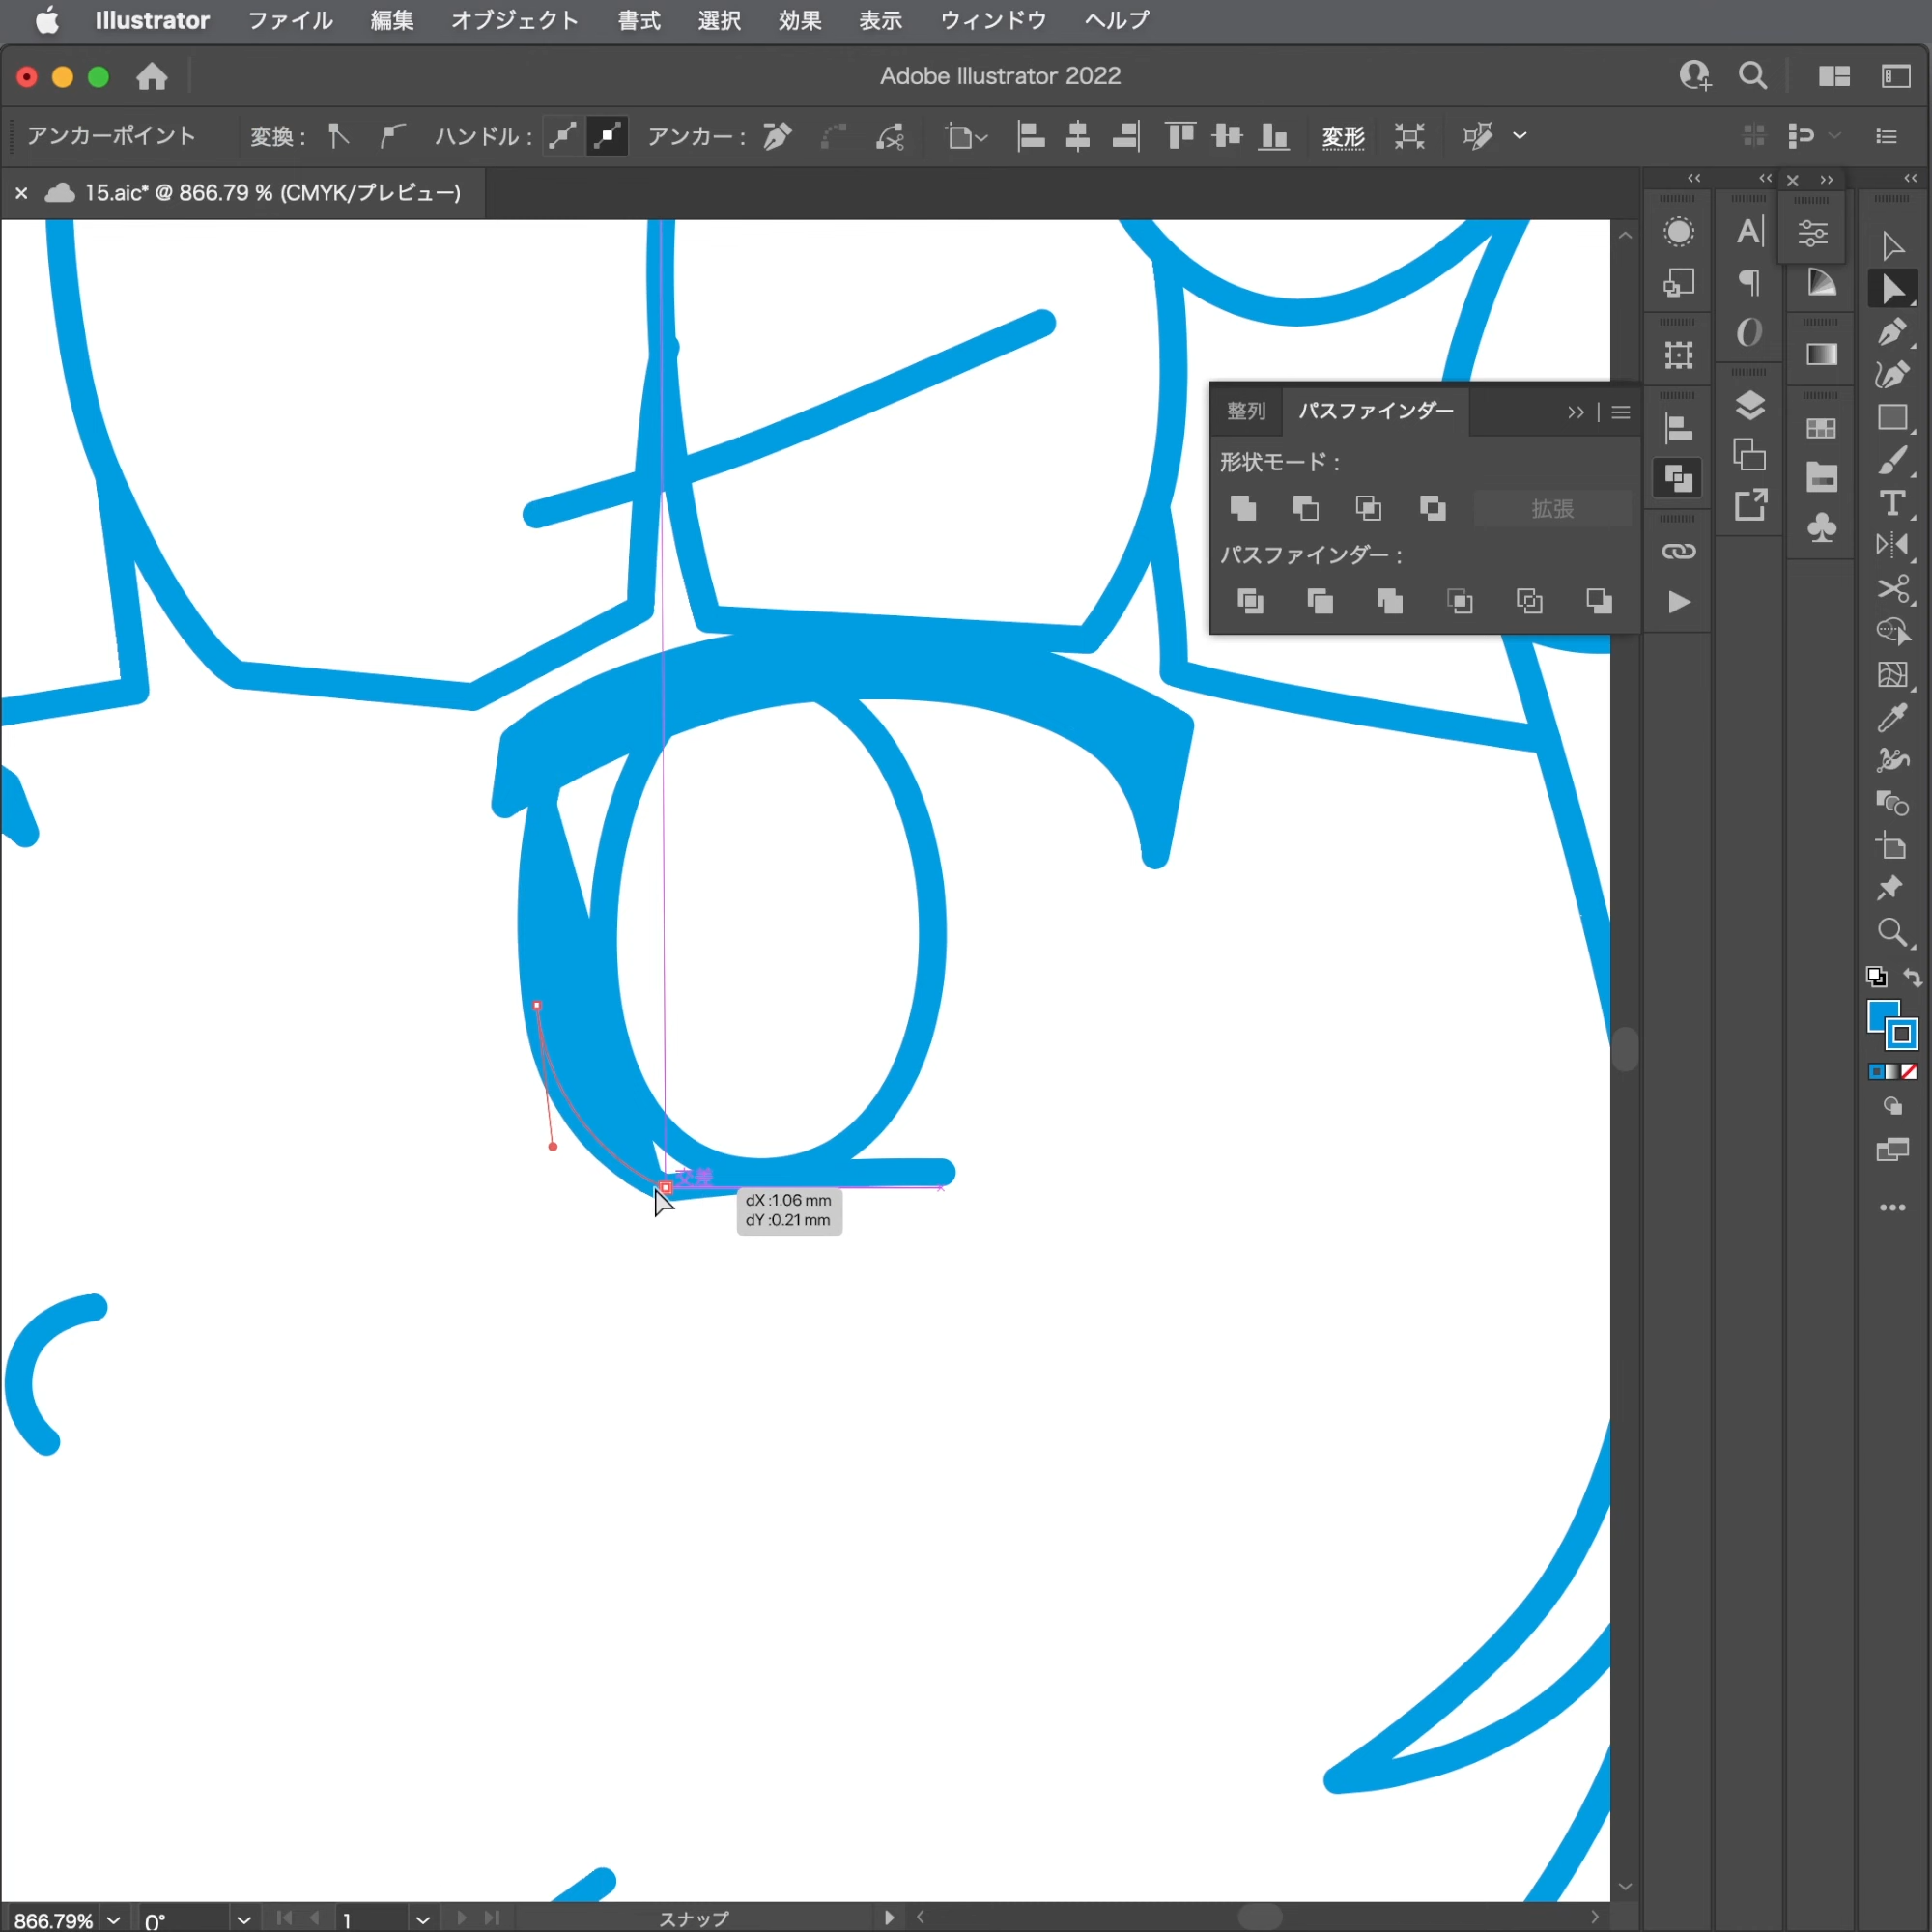 Illustrator ファイル 編集 オブジェクト 書式 選択 効果 表示 ウィンドウ ヘルプ
Adobe Illustrator 2022
アンカーポイント 変換： ハンドル： アンカー： 変形
15.aic* @ 866.79 % (CMYK/プレビュー)
整列 パスファインダー
形状モード：
拡張
パスファインダー：
交差
dX :1.06 mm
dY :0.21 mm
866.79% 0° 1 スナップ